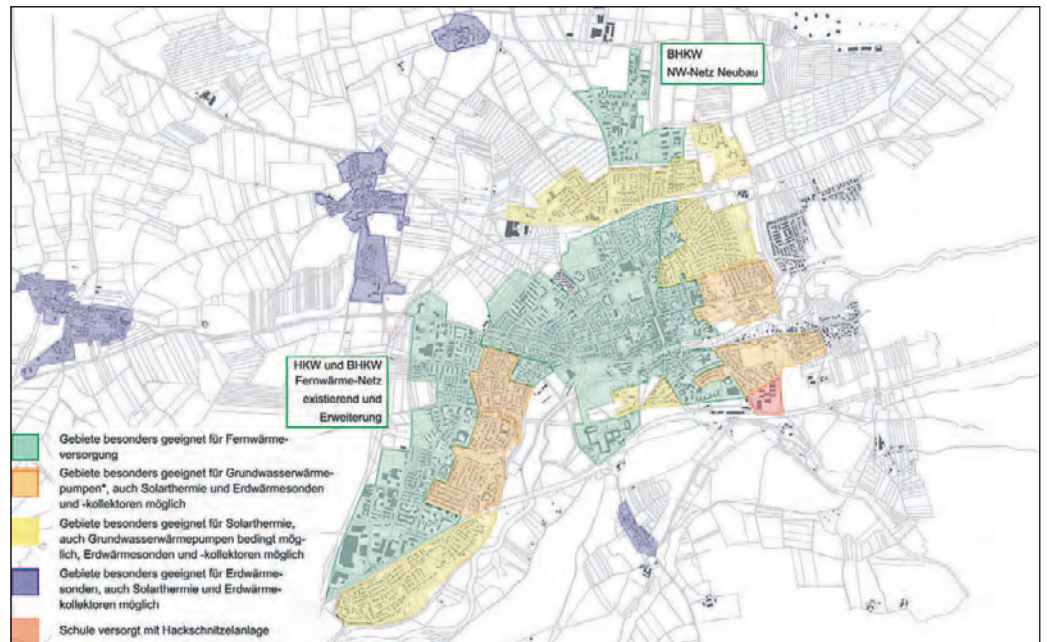 BHKW
NW-Netz Neubau
HKW und BHKW
Fernwärme-Netz
existierend und
Erweiterung
Gebiete besonders geeignet für Fernwärme-
versorgung
Gebiete besonders geeignet für Grundwasserwärme-
pumpen*, auch Solarthermie und Erdwärmesonden
und -kollektoren möglich
Gebiete besonders geeignet für Solarthermie,
auch Grundwasserwärmepumpen bedingt mög-
lich, Erdwärmesonden und -kollektoren möglich
Gebiete besonders geeignet für Erdwärme-
sonden, auch Solarthermie und Erdwärme-
kollektoren möglich
Schule versorgt mit Hackschnitzelanlage